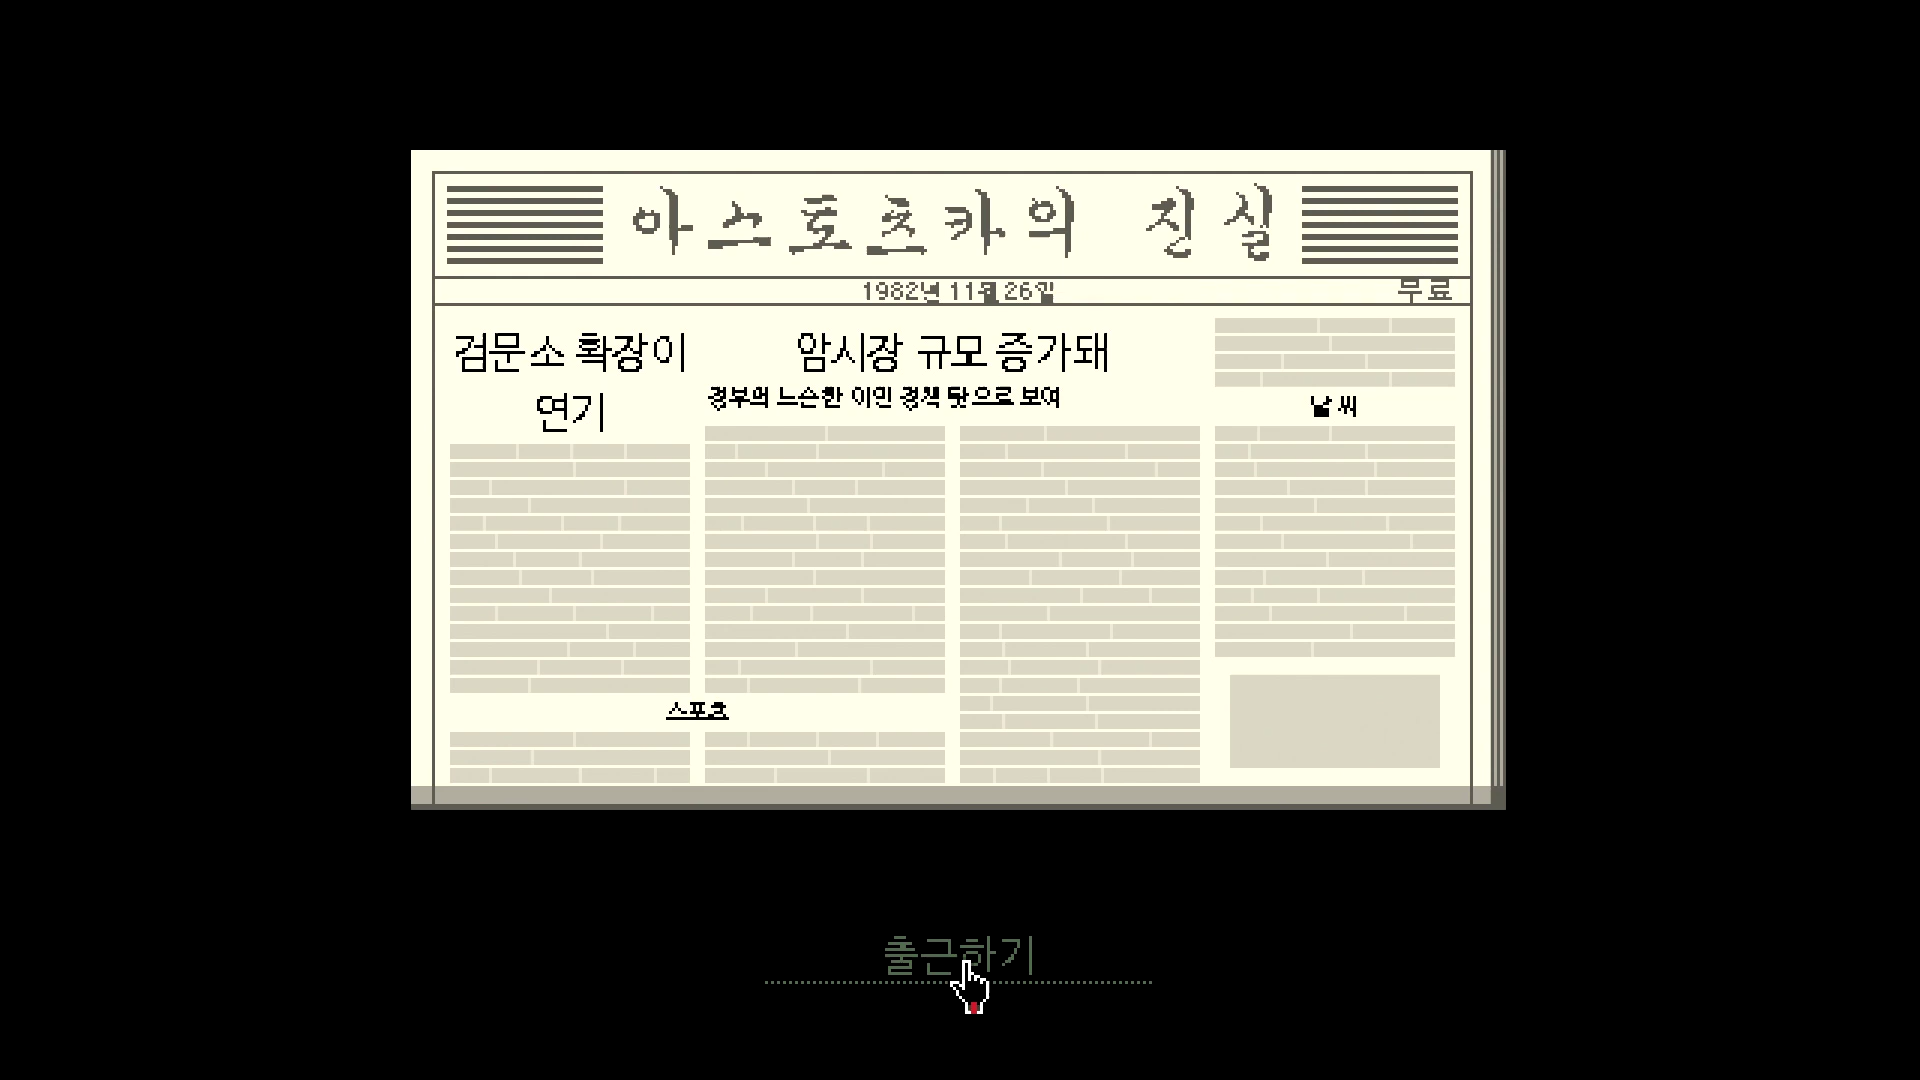 아스토츠카의 진실
1982년 11월 26일
무료
검문소 확장이
연기
암시장 규모 증가돼
정부의 느슨한 이민 정책 탓으로 보여
날씨
스포츠
출근하기